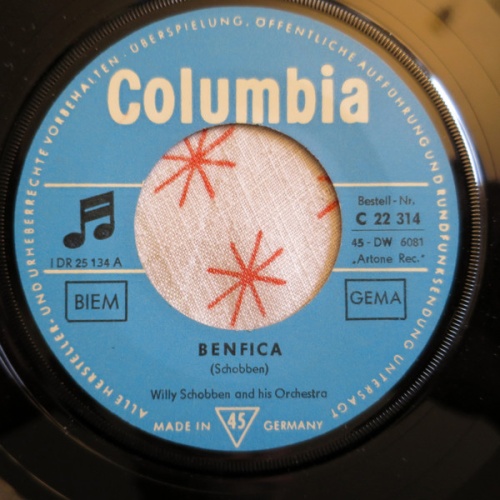 ALLE HERSTELLER- UND URHEBERRECHTE VORBEHALTEN · ÜBERSPIELUNG, ÖFFENTLICHE AUFFÜHRUNG UND RUNDFUNKSENDUNG UNTERSAGT
Columbia
Bestell-Nr.
C 22 314
1 DR 25 134 A
45 - DW 6081
„Artone Rec."
BIEM
GEMA
BENFICA
(Schobben)
Willy Schobben and his Orchestra
MADE IN 45 GERMANY